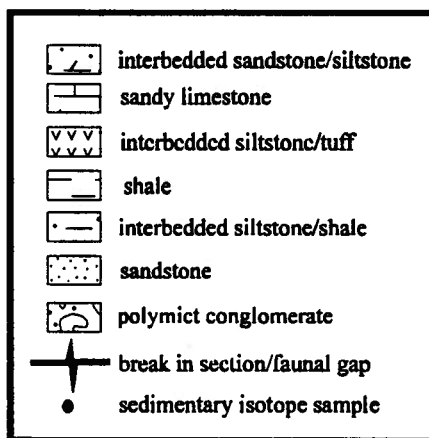 interbedded sandstone/siltstone
sandy limestone
interbedded siltstone/tuff
shale
interbedded siltstone/shale
sandstone
polymict conglomerate
break in section/faunal gap
sedimentary isotope sample